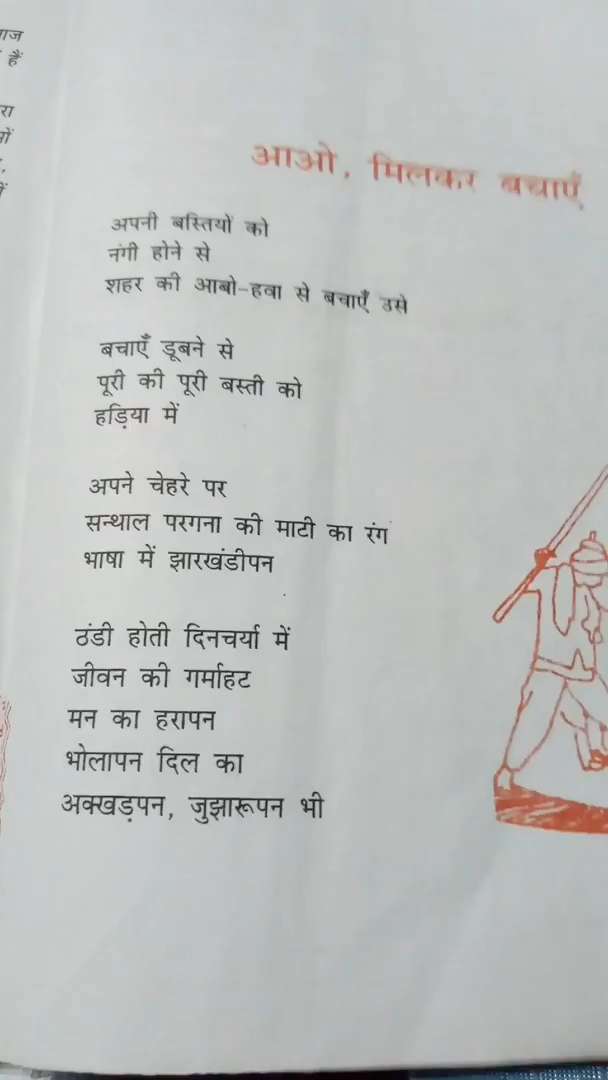 आओ, मिलकर बचाएँ
अपनी बस्तियों को
नंगी होने से
शहर की आबो-हवा से बचाएँ उसे
बचाएँ डूबने से
पूरी की पूरी बस्ती को
हड़िया में
अपने चेहरे पर
सन्थाल परगना की माटी का रंग
भाषा में झारखंडीपन
ठंडी होती दिनचर्या में
जीवन की गर्माहट
मन का हरापन
भोलापन दिल का
अक्खड़पन, जुझारूपन भी